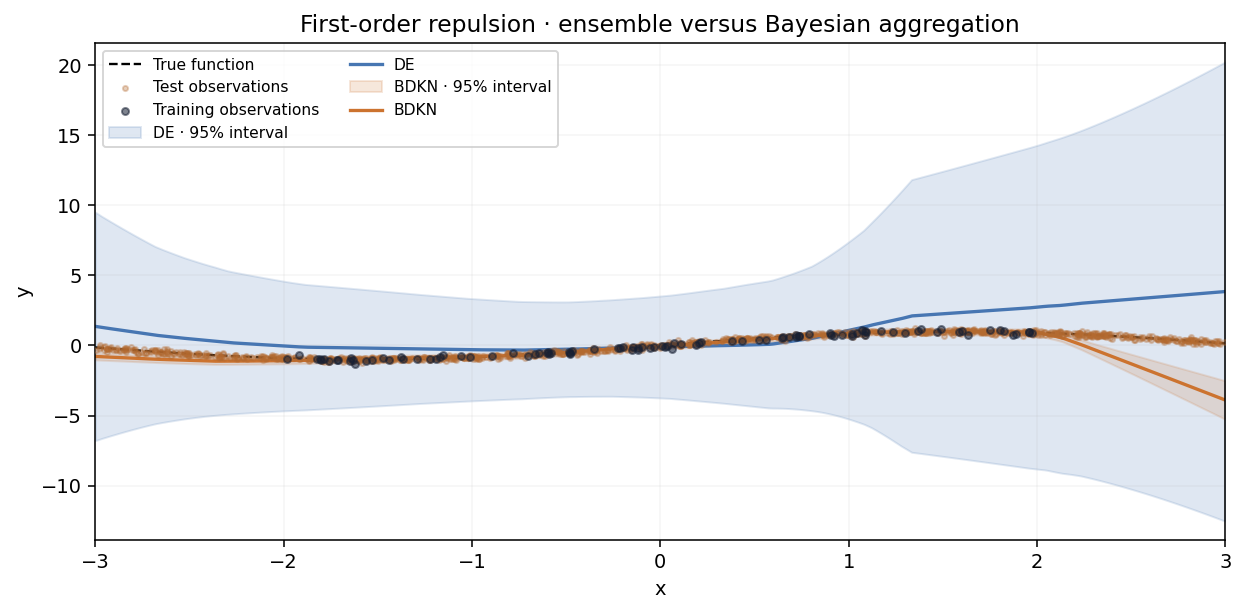 First-order repulsion · ensemble versus Bayesian aggregation
True function
Test observations
Training observations
DE · 95% interval
DE
BDKN · 95% interval
BDKN
20
15
10
5
0
−5
−10
y
−3
−2
−1
0
1
2
3
x